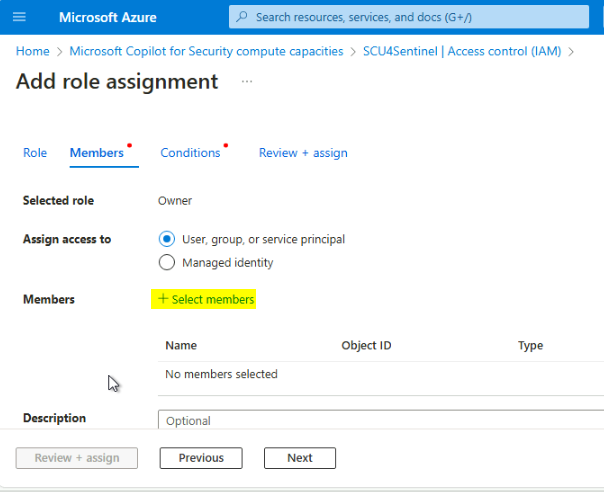 Microsoft Azure
Search resources, services, and docs (G+/)
Home > Microsoft Copilot for Security compute capacities > SCU4Sentinel | Access control (IAM) >
Add role assignment ...
Role Members Conditions Review + assign
Selected role Owner
Assign access to User, group, or service principal
Managed identity
Members + Select members
Name Object ID Type
No members selected
Description Optional
Review + assign Previous Next